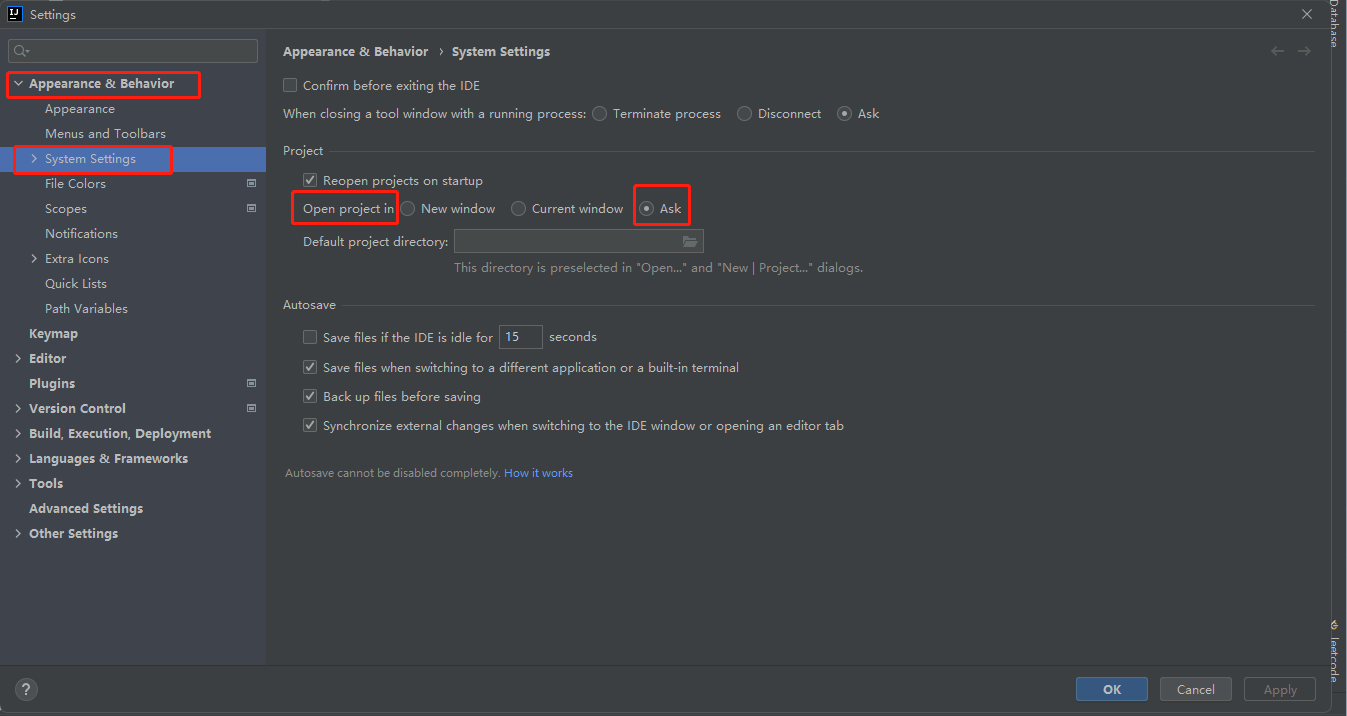 IJ Settings
Appearance & Behavior
Appearance
Menus and Toolbars
System Settings
File Colors
Scopes
Notifications
Extra Icons
Quick Lists
Path Variables
Keymap
Editor
Plugins
Version Control
Build, Execution, Deployment
Languages & Frameworks
Tools
Advanced Settings
Other Settings
Appearance & Behavior › System Settings
Confirm before exiting the IDE
When closing a tool window with a running process: Terminate process Disconnect Ask
Project
Reopen projects on startup
Open project in New window Current window Ask
Default project directory:
This directory is preselected in "Open..." and "New | Project..." dialogs.
Autosave
Save files if the IDE is idle for 15 seconds
Save files when switching to a different application or a built-in terminal
Back up files before saving
Synchronize external changes when switching to the IDE window or opening an editor tab
Autosave cannot be disabled completely. How it works
? OK Cancel Apply
Database
leetcode